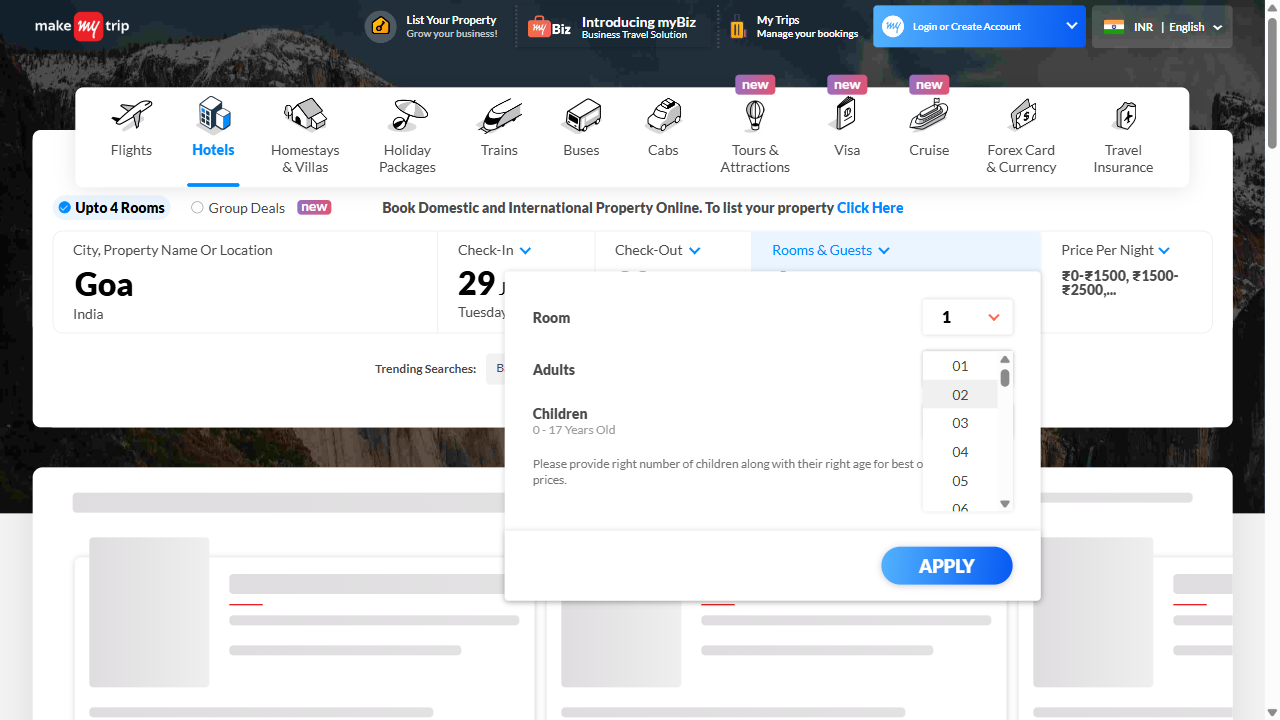 make my trip
List Your Property
Grow your business!
my Biz
Introducing myBiz
Business Travel Solution
My Trips
Manage your bookings
my
Login or Create Account
INR | English
new
new
new
Flights
Hotels
Homestays
& Villas
Holiday
Packages
Trains
Buses
Cabs
Tours &
Attractions
Visa
Cruise
Forex Card
& Currency
Travel
Insurance
Upto 4 Rooms
Group Deals
new
Book Domestic and International Property Online. To list your property Click Here
City, Property Name Or Location
Goa
India
Check-In
29
Tuesday
Check-Out
Rooms & Guests
Price Per Night
₹0-₹1500, ₹1500-
₹2500,...
Trending Searches:
Room
1
Adults
01
02
03
04
05
06
Children
0 - 17 Years Old
Please provide right number of children along with their right age for best
prices.
APPLY